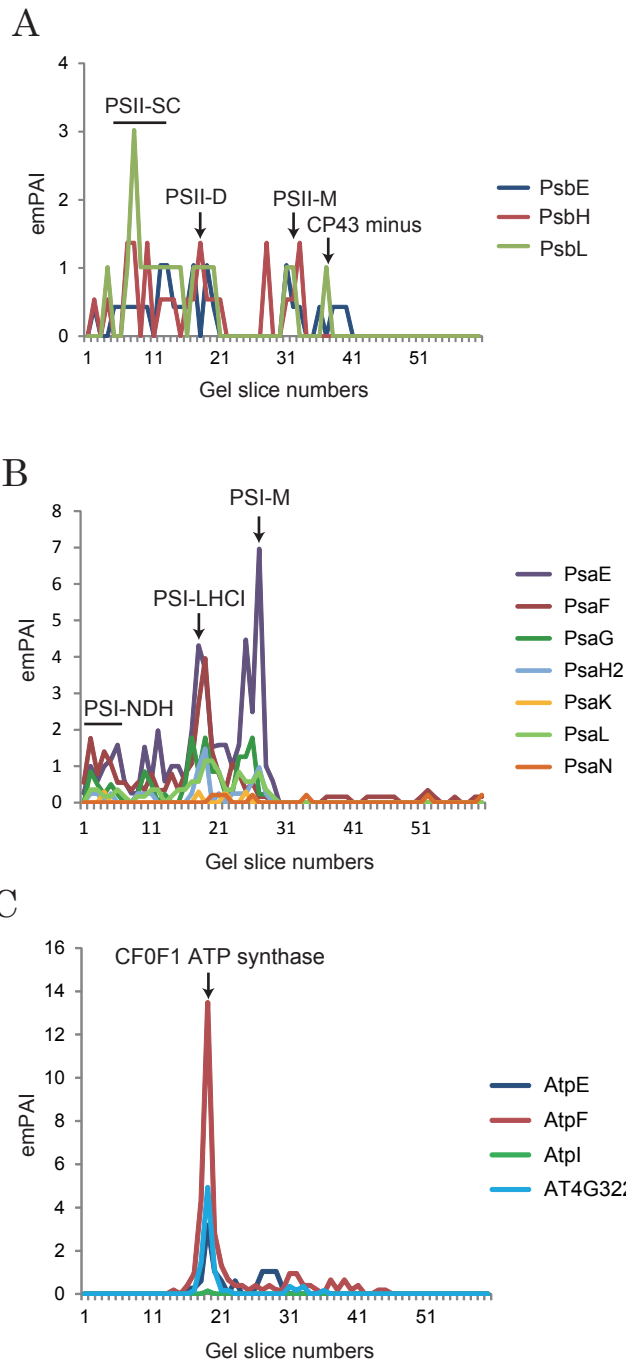 A
4
3
2
1
0
emPAI
PSII-SC
PSII-D
PSII-M
CP43 minus
PsbE
PsbH
PsbL
1 11 21 31 41 51
Gel slice numbers
B
8
7
6
5
4
3
2
1
0
emPAI
PSI-M
PSI-LHCI
PSI-NDH
PsaE
PsaF
PsaG
PsaH2
PsaK
PsaL
PsaN
1 11 21 31 41 51
Gel slice numbers
C
16
14
12
10
8
6
4
2
0
emPAI
CF0F1 ATP synthase
AtpE
AtpF
AtpI
AT4G322
1 11 21 31 41 51
Gel slice numbers